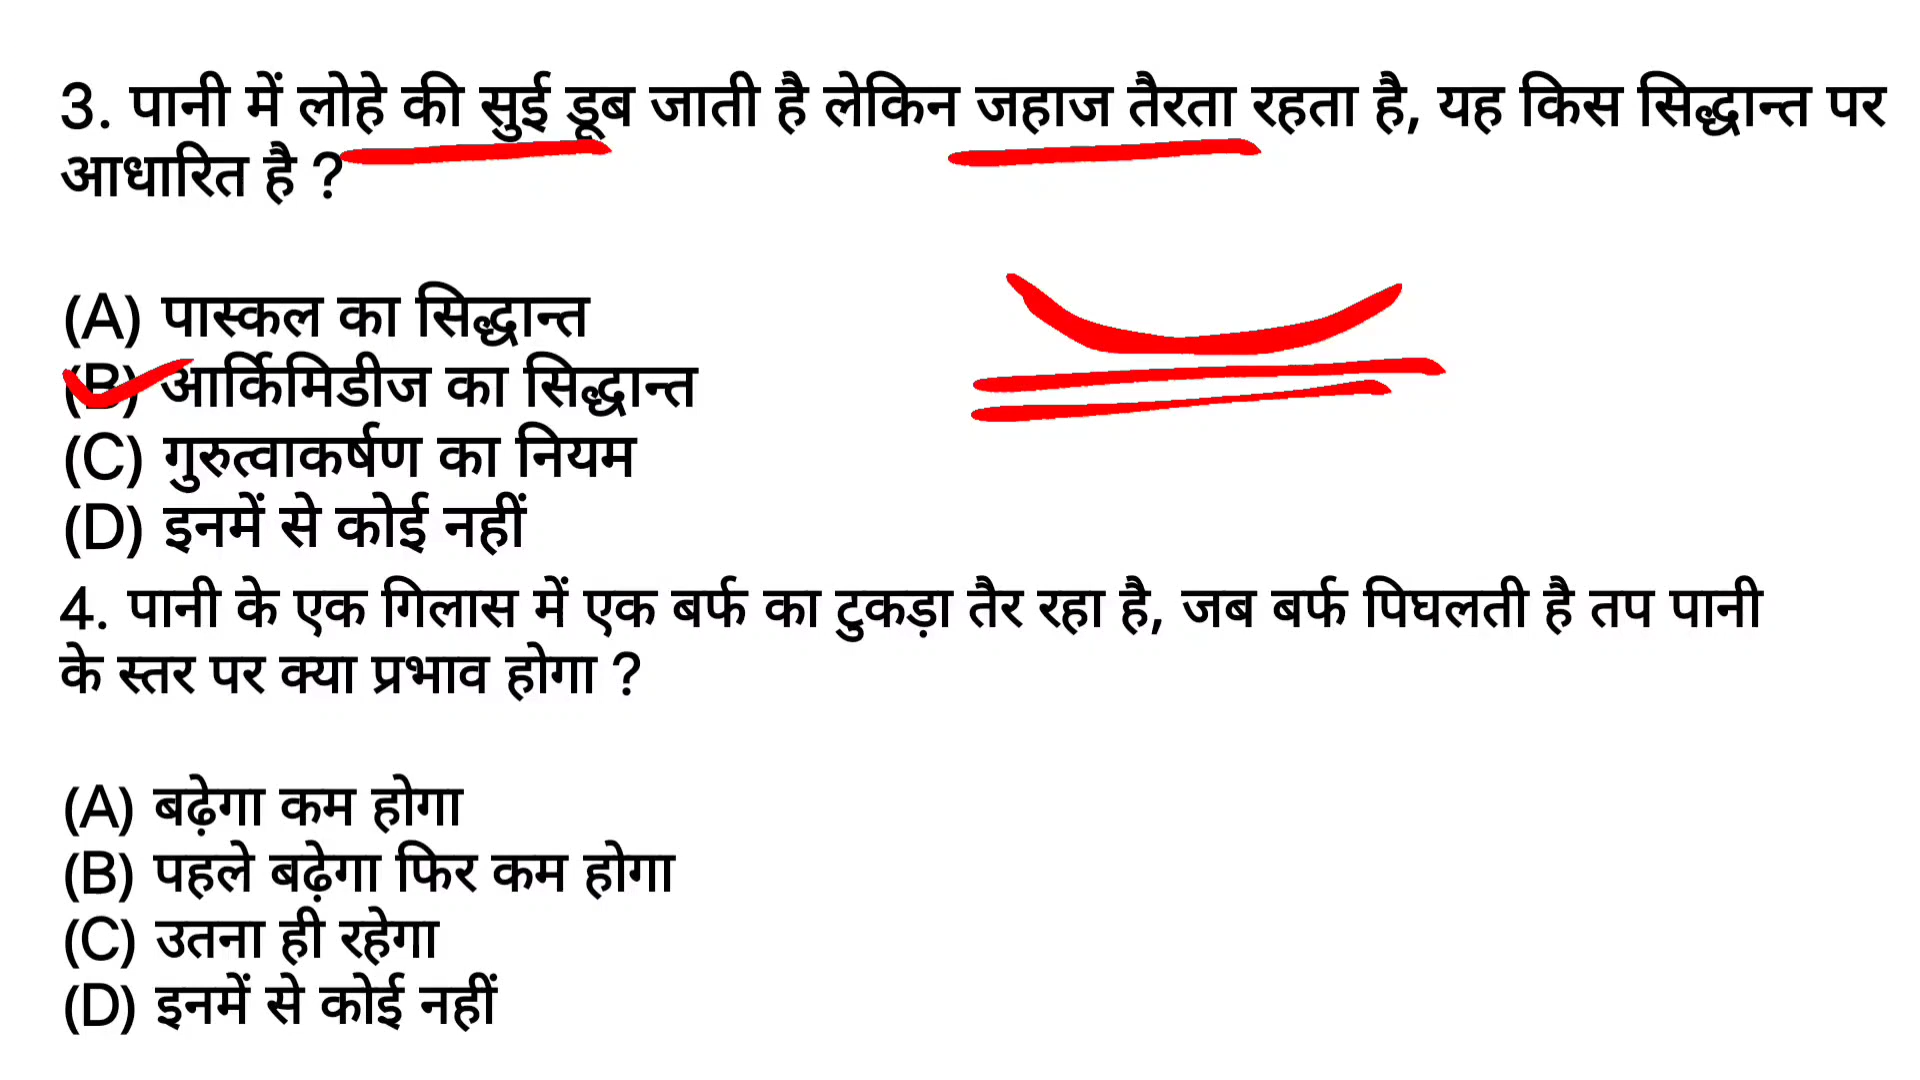 3. पानी में लोहे की सुई डूब जाती है लेकिन जहाज तैरता रहता है, यह किस सिद्धान्त पर
आधारित है ?
(A) पास्कल का सिद्धान्त
(B) आर्किमिडीज का सिद्धान्त
(C) गुरुत्वाकर्षण का नियम
(D) इनमें से कोई नहीं
4. पानी के एक गिलास में एक बर्फ का टुकड़ा तैर रहा है, जब बर्फ पिघलती है तप पानी
के स्तर पर क्या प्रभाव होगा ?
(A) बढ़ेगा कम होगा
(B) पहले बढ़ेगा फिर कम होगा
(C) उतना ही रहेगा
(D) इनमें से कोई नहीं